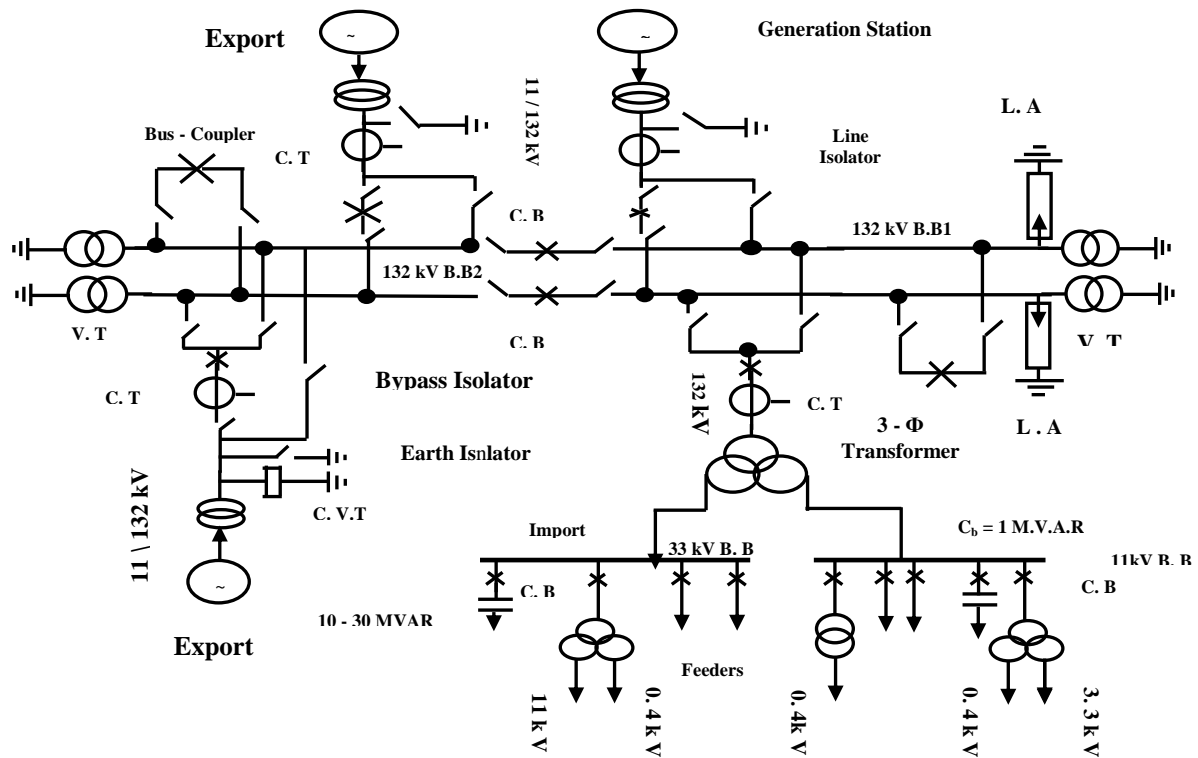 Export
Generation Station
~
~
11 / 132 kV
L. A
Bus - Coupler
C. T
Line
Isolator
C. B
132 kV B.B1
132 kV B.B2
V. T
C. B
V. T
C. T
Bypass Isolator
132 kV
C. T
3 - Φ
Transformer
L . A
Earth Isnlator
11 \ 132 kV
C. V.T
Import
33 kV B. B
C_b = 1 M.V.A.R
11kV B. B
~
C. B
C. B
10 - 30 MVAR
Export
Feeders
11 k V
0. 4 k V
0. 4k V
0. 4 k V
3. 3 k V